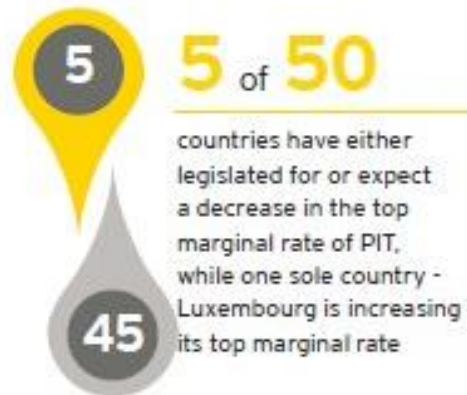 5
5 of 50
countries have either
legislated for or expect
a decrease in the top
marginal rate of PIT,
while one sole country -
Luxembourg is increasing
its top marginal rate
45